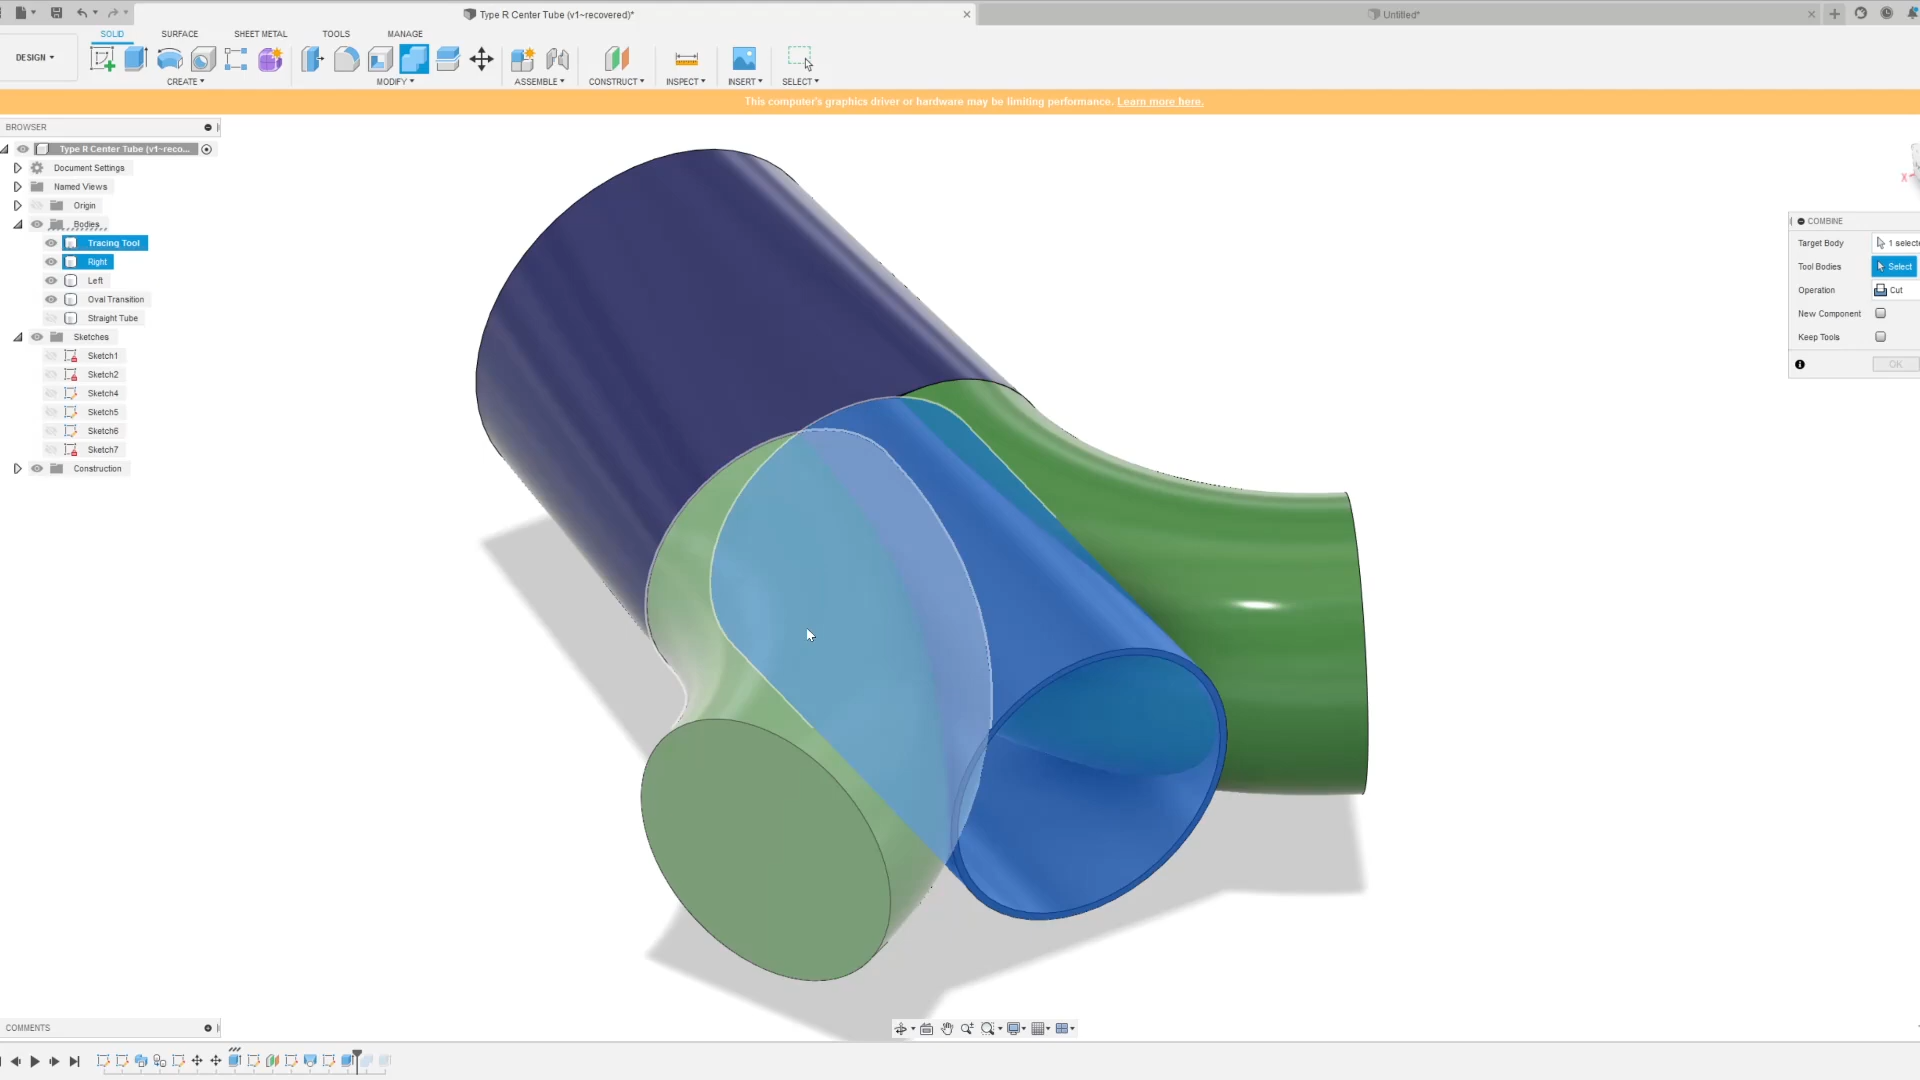 Type R Center Tube (v1~recovered)*
Untitled*
DESIGN
SOLID
SURFACE
SHEET METAL
TOOLS
MANAGE
CREATE
MODIFY
ASSEMBLE
CONSTRUCT
INSPECT
INSERT
SELECT
This computer's graphics driver or hardware may be limiting performance. Learn more here.
BROWSER
Type R Center Tube (v1~reco...
Document Settings
Named Views
Origin
Bodies
Tracing Tool
Right
Left
Oval Transition
Straight Tube
Sketches
Sketch1
Sketch2
Sketch4
Sketch5
Sketch6
Sketch7
Construction
X
COMBINE
Target Body
1 selecte
Tool Bodies
Select
Operation
Cut
New Component
Keep Tools
OK
COMMENTS